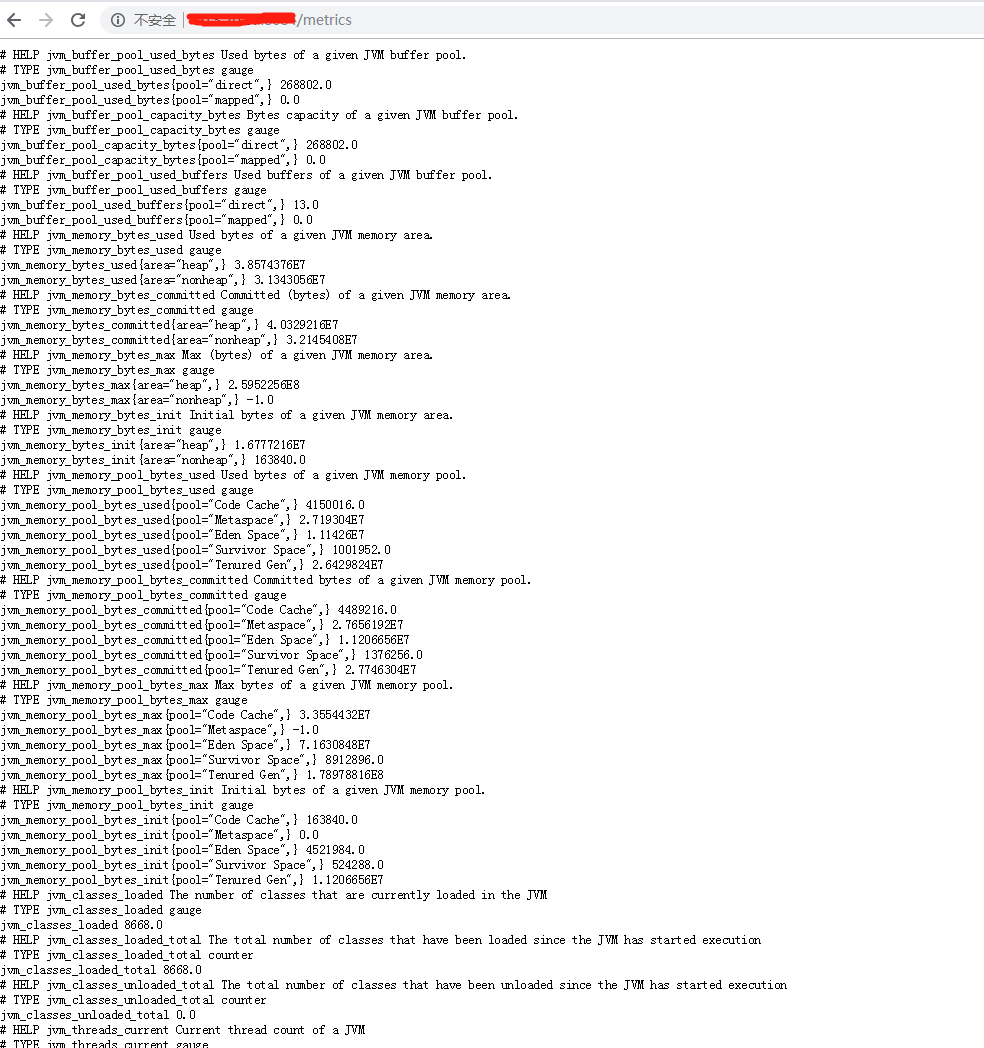 不安全 /metrics
# HELP jvm_buffer_pool_used_bytes Used bytes of a given JVM buffer pool.
# TYPE jvm_buffer_pool_used_bytes gauge
jvm_buffer_pool_used_bytes{pool="direct",} 268802.0
jvm_buffer_pool_used_bytes{pool="mapped",} 0.0
# HELP jvm_buffer_pool_capacity_bytes Bytes capacity of a given JVM buffer pool.
# TYPE jvm_buffer_pool_capacity_bytes gauge
jvm_buffer_pool_capacity_bytes{pool="direct",} 268802.0
jvm_buffer_pool_capacity_bytes{pool="mapped",} 0.0
# HELP jvm_buffer_pool_used_buffers Used buffers of a given JVM buffer pool.
# TYPE jvm_buffer_pool_used_buffers gauge
jvm_buffer_pool_used_buffers{pool="direct",} 13.0
jvm_buffer_pool_used_buffers{pool="mapped",} 0.0
# HELP jvm_memory_bytes_used Used bytes of a given JVM memory area.
# TYPE jvm_memory_bytes_used gauge
jvm_memory_bytes_used{area="heap",} 3.8574376E7
jvm_memory_bytes_used{area="nonheap",} 3.1343056E7
# HELP jvm_memory_bytes_committed Committed (bytes) of a given JVM memory area.
# TYPE jvm_memory_bytes_committed gauge
jvm_memory_bytes_committed{area="heap",} 4.0329216E7
jvm_memory_bytes_committed{area="nonheap",} 3.2145408E7
# HELP jvm_memory_bytes_max Max (bytes) of a given JVM memory area.
# TYPE jvm_memory_bytes_max gauge
jvm_memory_bytes_max{area="heap",} 2.5952256E8
jvm_memory_bytes_max{area="nonheap",} -1.0
# HELP jvm_memory_bytes_init Initial bytes of a given JVM memory area.
# TYPE jvm_memory_bytes_init gauge
jvm_memory_bytes_init{area="heap",} 1.6777216E7
jvm_memory_bytes_init{area="nonheap",} 163840.0
# HELP jvm_memory_pool_bytes_used Used bytes of a given JVM memory pool.
# TYPE jvm_memory_pool_bytes_used gauge
jvm_memory_pool_bytes_used{pool="Code Cache",} 4150016.0
jvm_memory_pool_bytes_used{pool="Metaspace",} 2.719304E7
jvm_memory_pool_bytes_used{pool="Eden Space",} 1.11426E7
jvm_memory_pool_bytes_used{pool="Survivor Space",} 1001952.0
jvm_memory_pool_bytes_used{pool="Tenured Gen",} 2.6429824E7
# HELP jvm_memory_pool_bytes_committed Committed bytes of a given JVM memory pool.
# TYPE jvm_memory_pool_bytes_committed gauge
jvm_memory_pool_bytes_committed{pool="Code Cache",} 4489216.0
jvm_memory_pool_bytes_committed{pool="Metaspace",} 2.7656192E7
jvm_memory_pool_bytes_committed{pool="Eden Space",} 1.1206656E7
jvm_memory_pool_bytes_committed{pool="Survivor Space",} 1376256.0
jvm_memory_pool_bytes_committed{pool="Tenured Gen",} 2.7746304E7
# HELP jvm_memory_pool_bytes_max Max bytes of a given JVM memory pool.
# TYPE jvm_memory_pool_bytes_max gauge
jvm_memory_pool_bytes_max{pool="Code Cache",} 3.3554432E7
jvm_memory_pool_bytes_max{pool="Metaspace",} -1.0
jvm_memory_pool_bytes_max{pool="Eden Space",} 7.1630848E7
jvm_memory_pool_bytes_max{pool="Survivor Space",} 8912896.0
jvm_memory_pool_bytes_max{pool="Tenured Gen",} 1.78978816E8
# HELP jvm_memory_pool_bytes_init Initial bytes of a given JVM memory pool.
# TYPE jvm_memory_pool_bytes_init gauge
jvm_memory_pool_bytes_init{pool="Code Cache",} 163840.0
jvm_memory_pool_bytes_init{pool="Metaspace",} 0.0
jvm_memory_pool_bytes_init{pool="Eden Space",} 4521984.0
jvm_memory_pool_bytes_init{pool="Survivor Space",} 524288.0
jvm_memory_pool_bytes_init{pool="Tenured Gen",} 1.1206656E7
# HELP jvm_classes_loaded The number of classes that are currently loaded in the JVM
# TYPE jvm_classes_loaded gauge
jvm_classes_loaded 8668.0
# HELP jvm_classes_loaded_total The total number of classes that have been loaded since the JVM has started execution
# TYPE jvm_classes_loaded_total counter
jvm_classes_loaded_total 8668.0
# HELP jvm_classes_unloaded_total The total number of classes that have been unloaded since the JVM has started execution
# TYPE jvm_classes_unloaded_total counter
jvm_classes_unloaded_total 0.0
# HELP jvm_threads_current Current thread count of a JVM
# TYPE jvm_threads_current gauge